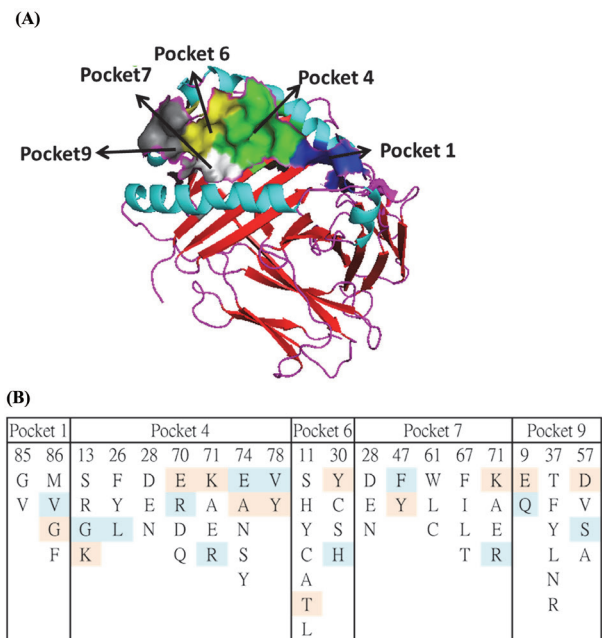 (A)
Pocket 6
Pocket7
Pocket 4
Pocket9
Pocket 1
(B)
Pocket 1 Pocket 4 Pocket 6 Pocket 7 Pocket 9
85 86 13 26 28 70 71 74 78 11 30 28 47 61 67 71 9 37 57
G M S F D E K E V S Y D F W F K E T D
V V R Y E R A A Y H C E Y L I A Q F V
G G L N D E N Y S N C L E Y S
F K Q R S C H T R L A
Y A N
T R
L